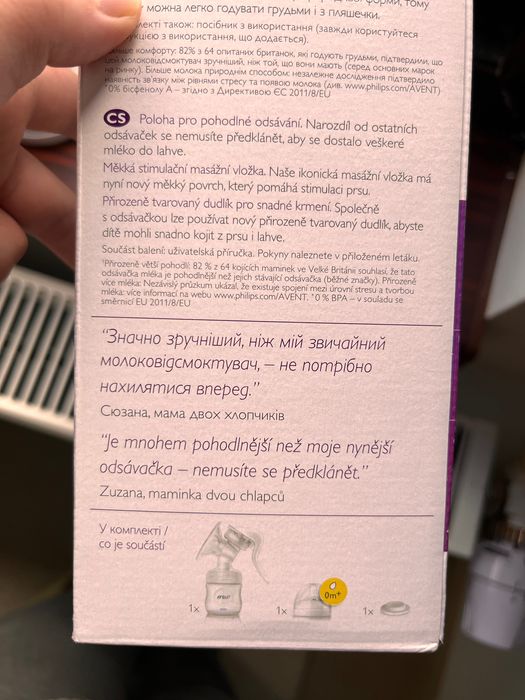 можна легко годувати грудьми і з пляшечки.
лекті також: посібник з використання (завжди користуйтеся
кцією з використання, що додається).
льше комфорту: 82% з 64 опитаних британок, які годують грудьми, підтвердили, що
цей молоковідсмоктувач зручніший, ніж той, що вони мають (серед основних марок
на ринку). Більше молока природнім способом: незалежне дослідження підтвердило
наявність зв'язку між рівнями стресу та появою молока (див. www.philips.com/AVENT)
°0% бісфенолу А – згідно з Директивою ЄС 2011/8/EU
CS Poloha pro pohodlné odsávání. Narozdíl od ostatních
odsávaček se nemusíte předklánět, aby se dostalo veškeré
mléko do lahve.
Měkká stimulační masážní vložka. Naše ikonická masážní vložka má
nyní nový měkký povrch, který pomáhá stimulaci prsu.
Přirozeně tvarovaný dudlík pro snadné krmení. Společně
s odsávačkou lze používat nový přirozeně tvarovaný dudlík, abyste
dítě mohli snadno kojit z prsu i lahve.
Součást balení: uživatelská příručka. Pokyny naleznete v přiloženém letáku.
¹Přirozeně větší pohodlí: 82 % z 64 kojících maminek ve Velké Británii souhlasí, že tato
odsávačka mléka je pohodlnější než jejich stávající odsávačka (běžné značky). Přirozeně
více mléka: Nezávislý průzkum ukázal, že existuje spojení mezi úrovní stresu a tvorbou
mléka: více informací na webu www.philips.com/AVENT. °0 % BPA – v souladu se
směrnicí EU 2011/8/EU
“Значно зручніший, ніж мій звичайний
молоковідсмоктувач, – не потрібно
нахилятися вперед.”
Сюзана, мама двох хлопчиків
“Je mnohem pohodlnější než moje nynější
odsávačka – nemusíte se předklánět.”
Zuzana, maminka dvou chlapců
У комплекті /
co je součástí
1x
AVENT
1x
0m+
1x